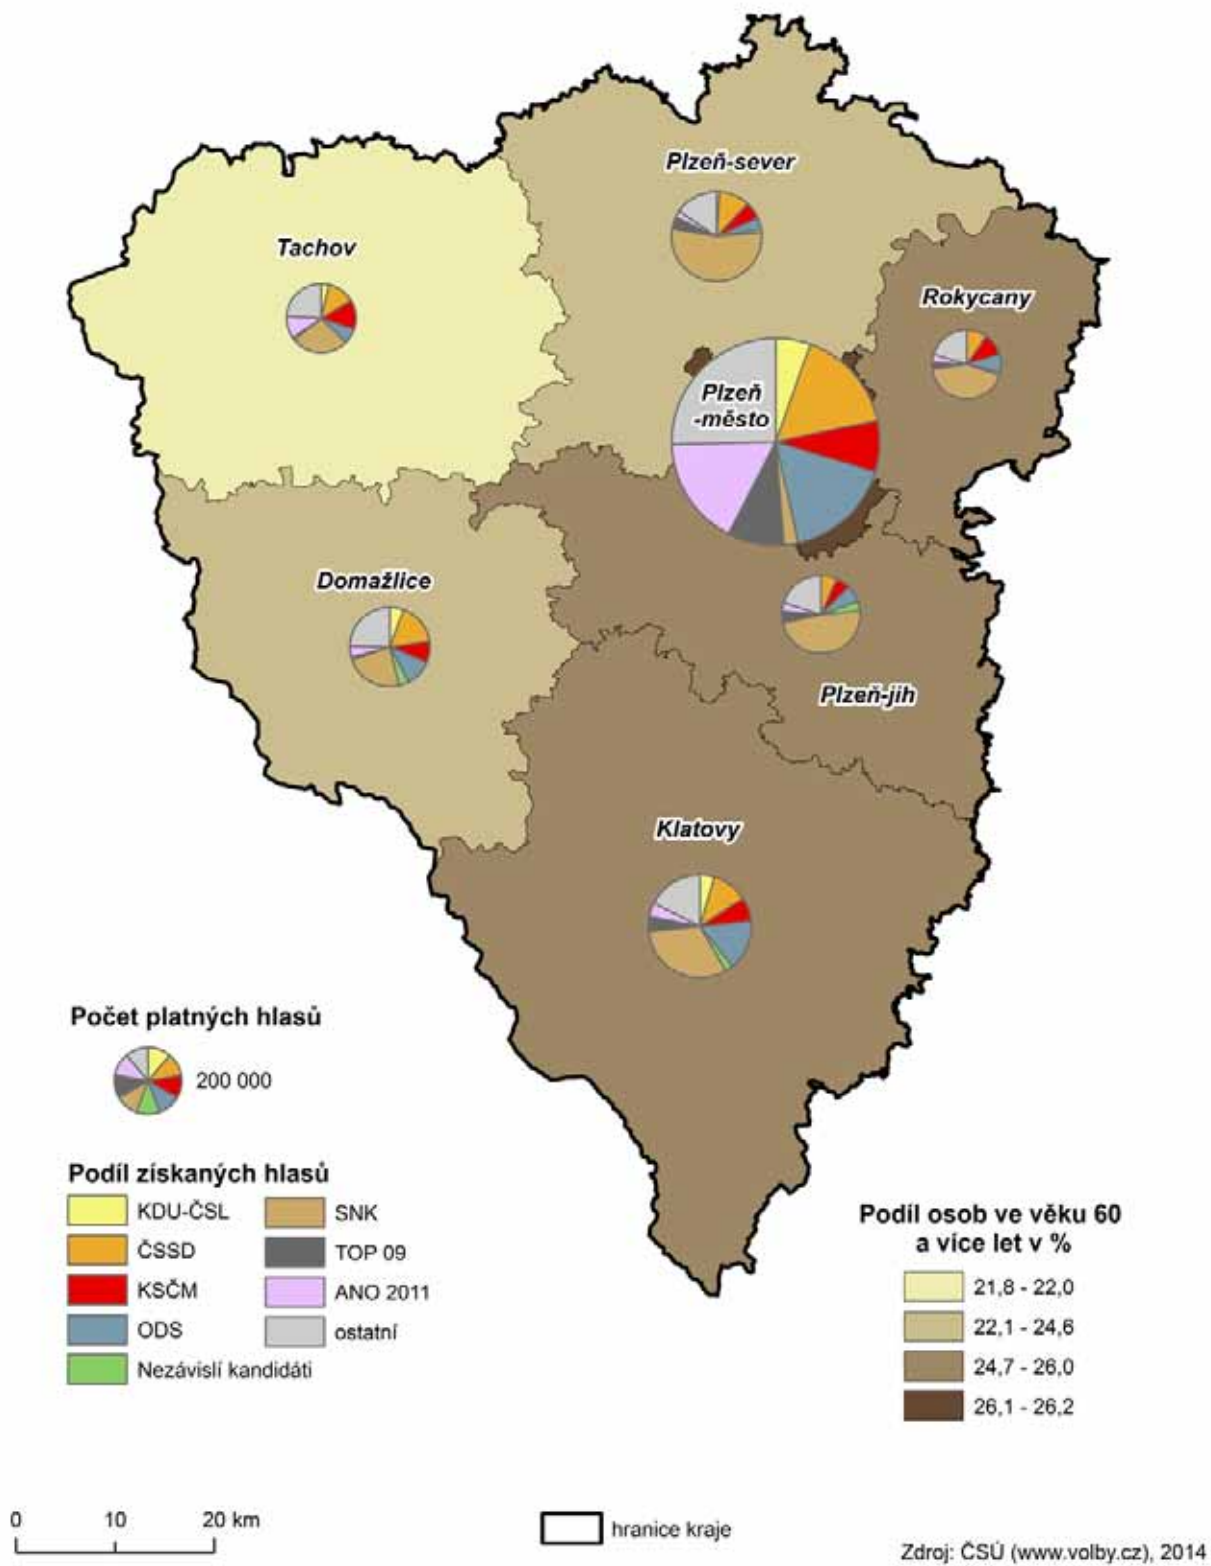 Plzeň-sever
Tachov
Rokycany
Plzeň
-město
Domažlice
Plzeň-jih
Klatovy
Počet platných hlasů
200 000
Podíl získaných hlasů
KDU-ČSL
ČSSD
KSČM
ODS
Nezávislí kandidáti
SNK
TOP 09
ANO 2011
ostatní
Podíl osob ve věku 60
a více let v %
21,8 - 22,0
22,1 - 24,6
24,7 - 26,0
26,1 - 26,2
0 10 20 km
hranice kraje
Zdroj: ČSÚ (www.volby.cz), 2014